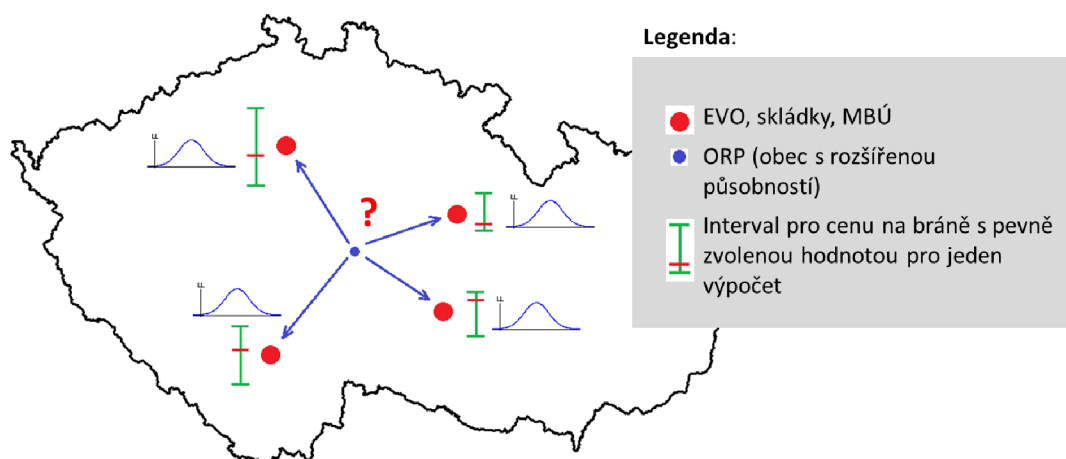 Legenda:
EVO, skládky, MBÚ
ORP (obec s rozšířenou
působností)
Interval pro cenu na bráně s pevně
zvolenou hodnotou pro jeden
výpočet
F
F
?
F
F